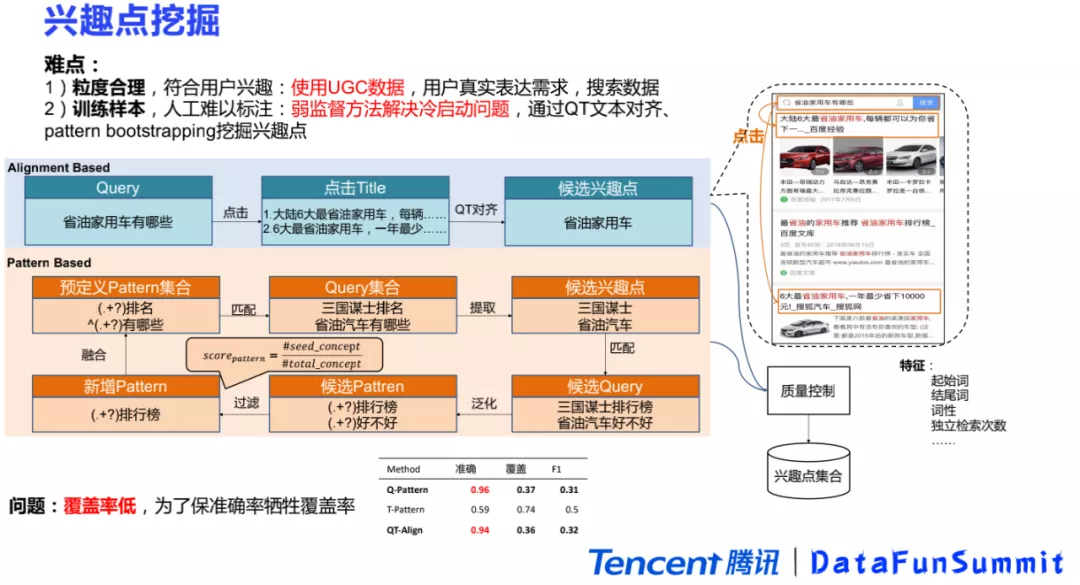 兴趣点挖掘
难点：
1）粒度合理，符合用户兴趣：使用UGC数据，用户真实表达需求，搜索数据
2）训练样本，人工难以标注：弱监督方法解决冷启动问题，通过QT文本对齐、
pattern bootstrapping挖掘兴趣点
Alignment Based
Query
省油家用车有哪些
点击
点击Title
1 大陆6大最省油家用车，每辆……
2 6大最省油家用车，一年最少……
QT对齐
候选兴趣点
省油家用车
Pattern Based
预定义Pattern集合
(.+?)排名
^(.+?)有哪些
匹配
Query集合
三国谋士排名
省油汽车有哪些
提取
候选兴趣点
三国谋士
省油汽车
融合
score_pattern = #seed_concept / #total_concept
匹配
新增Pattern
(.+?)排行榜
过滤
候选Pattren
(.+?)排行榜
(.+?)好不好
泛化
候选Query
三国谋士排行榜
省油汽车好不好
省油家用车有哪些
搜索
点击
大陆6大最省油家用车,每辆都可以为你省
下一..._百度经验
百度经验 2017年7月6日
最省油的家用车推荐 省油家用车排行榜_
百度文库
百度文库
6大最省油家用车,一年最少省下10000
元!_搜狐汽车_搜狐网
质量控制
兴趣点集合
特征：
起始词
结尾词
词性
独立检索次数
……
Method 准确 覆盖 F1
Q-Pattern 0.96 0.37 0.31
T-Pattern 0.59 0.74 0.5
QT-Align 0.94 0.36 0.32
问题：覆盖率低，为了保准确率牺牲覆盖率
Tencent腾讯 | DataFunSummit